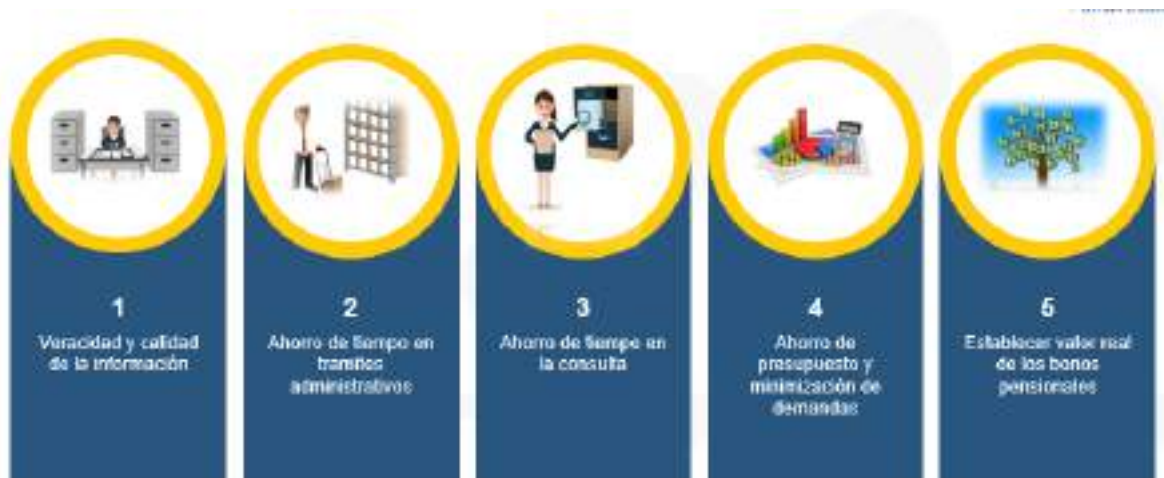 1
Veracidad y calidad
de la información
2
Ahorro de tiempo en
tramites
administrativos
3
Ahorro de tiempo en
la consulta
4
Ahorro de
presupuesto y
minimización de
demandas
5
Establecer valor real
de los bonos
pensionales